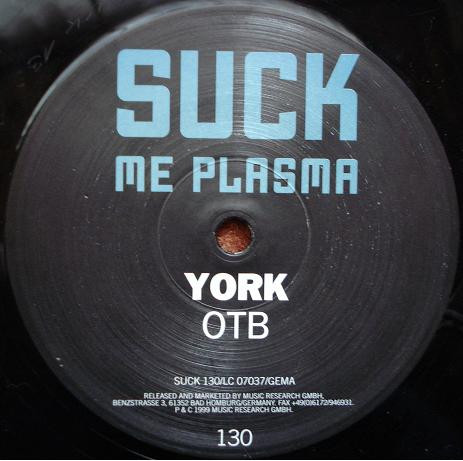 SUCK
ME PLASMA
YORK
OTB
SUCK 130/LC 07037/GEMA
RELEASED AND MARKETED BY MUSIC RESEARCH GMBH,
BENZSTRASSE 3, 61352 BAD HOMBURG/GERMANY. FAX +49(0)6172/946931.
P & C 1999 MUSIC RESEARCH GMBH.
130